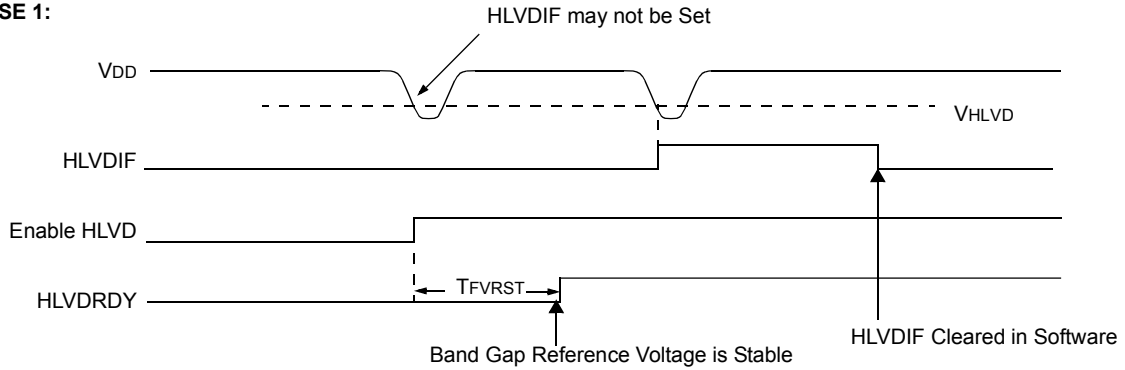 SE 1:
HLVDIF may not be Set
VDD
VHLVD
HLVDIF
Enable HLVD
TFVRST
HLVDRDY
HLVDIF Cleared in Software
Band Gap Reference Voltage is Stable